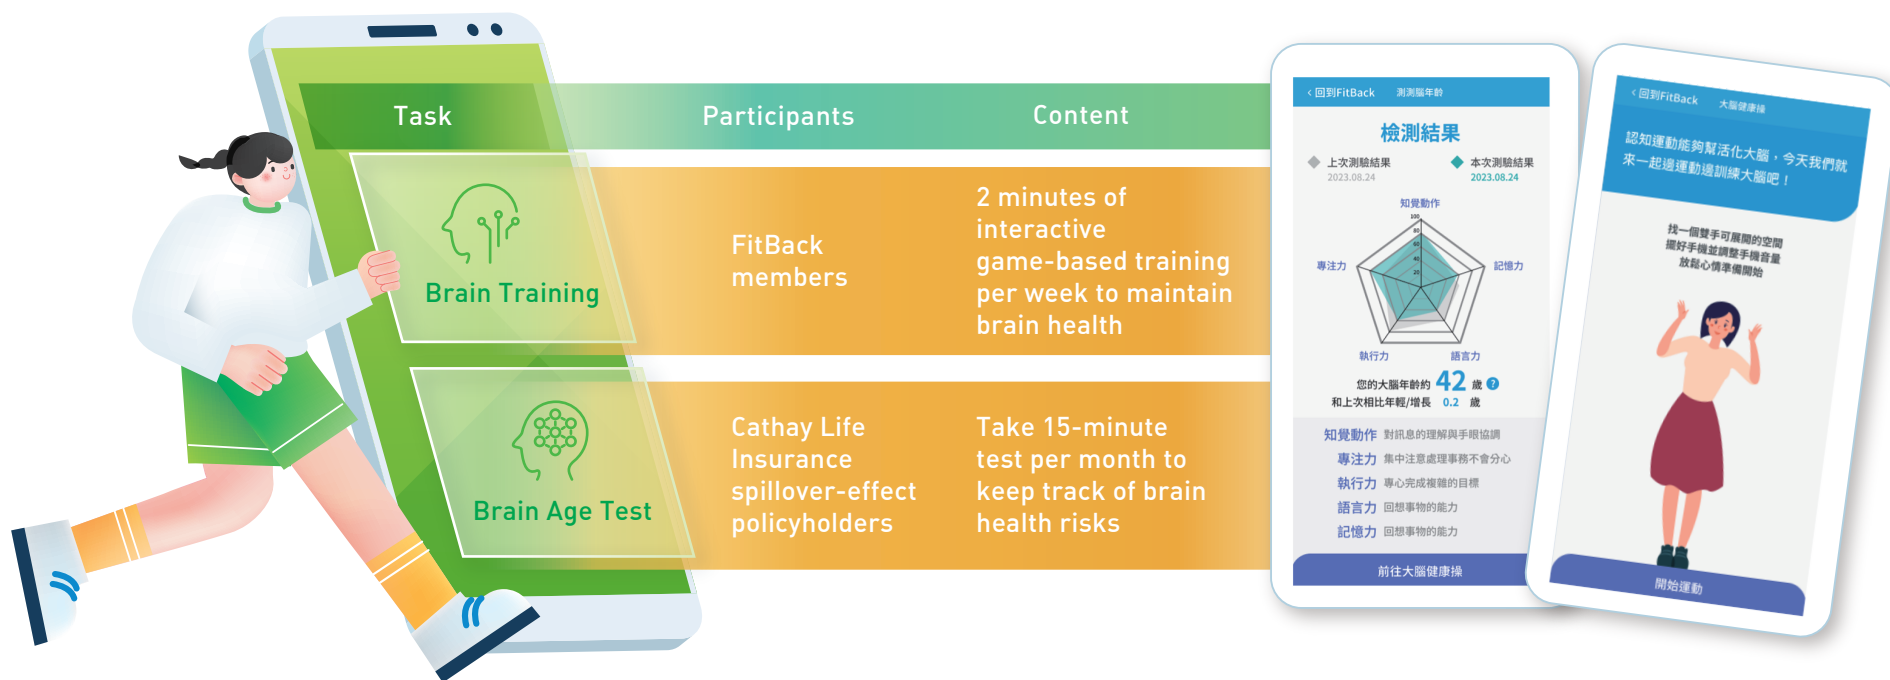 Task
Participants
Content
Brain Training
FitBack
members
2 minutes of
interactive
game-based training
per week to maintain
brain health
Brain Age Test
Cathay Life
Insurance
spillover-effect
policyholders
Take 15-minute
test per month to
keep track of brain
health risks
< 回到FitBack 測測腦年齡
檢測結果
上次測驗結果
2023.08.24
本次測驗結果
2023.08.24
知覺動作
100
80
60
40
20
專注力
記憶力
執行力
語言力
您的大腦年齡約 42 歲 ?
和上次相比年輕/增長 0.2 歲
知覺動作 對訊息的理解與手眼協調
專注力 集中注意處理事務不會分心
執行力 專心完成複雜的目標
語言力 回想事物的能力
記憶力 回想事物的能力
前往大腦健康操
< 回到FitBack 大腦健康操
認知運動能夠幫活化大腦，今天我們就
來一起邊運動邊訓練大腦吧！
找一個雙手可展開的空間
擺好手機並調整手機音量
放鬆心情準備開始
開始運動